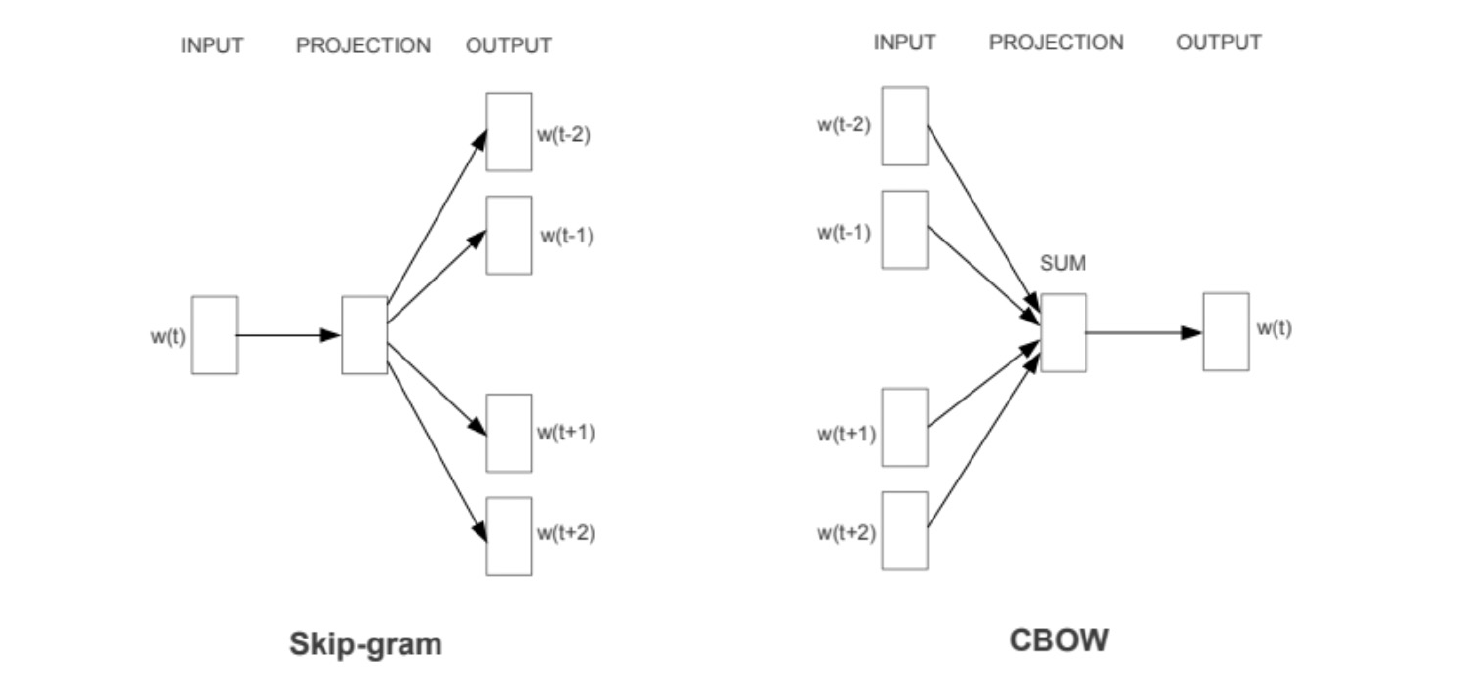 INPUT PROJECTION OUTPUT
w(t-2)
w(t-1)
w(t)
w(t+1)
w(t+2)
Skip-gram
INPUT PROJECTION OUTPUT
w(t-2)
w(t-1)
SUM
w(t)
w(t+1)
w(t+2)
CBOW